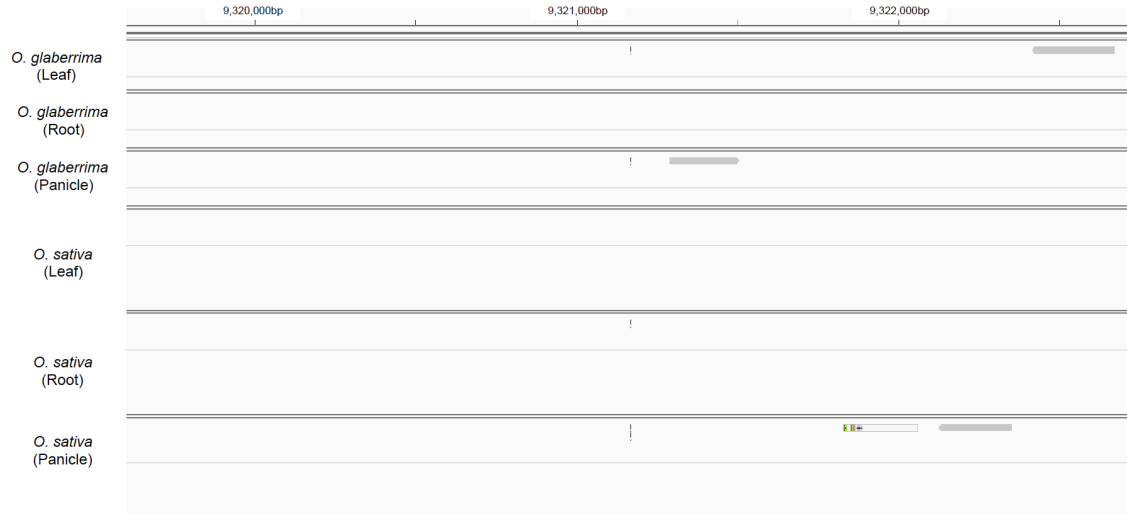 9,320,000bp 9,321,000bp 9,322,000bp
O. glaberrima
(Leaf)
O. glaberrima
(Root)
O. glaberrima
(Panicle)
O. sativa
(Leaf)
O. sativa
(Root)
O. sativa
(Panicle)